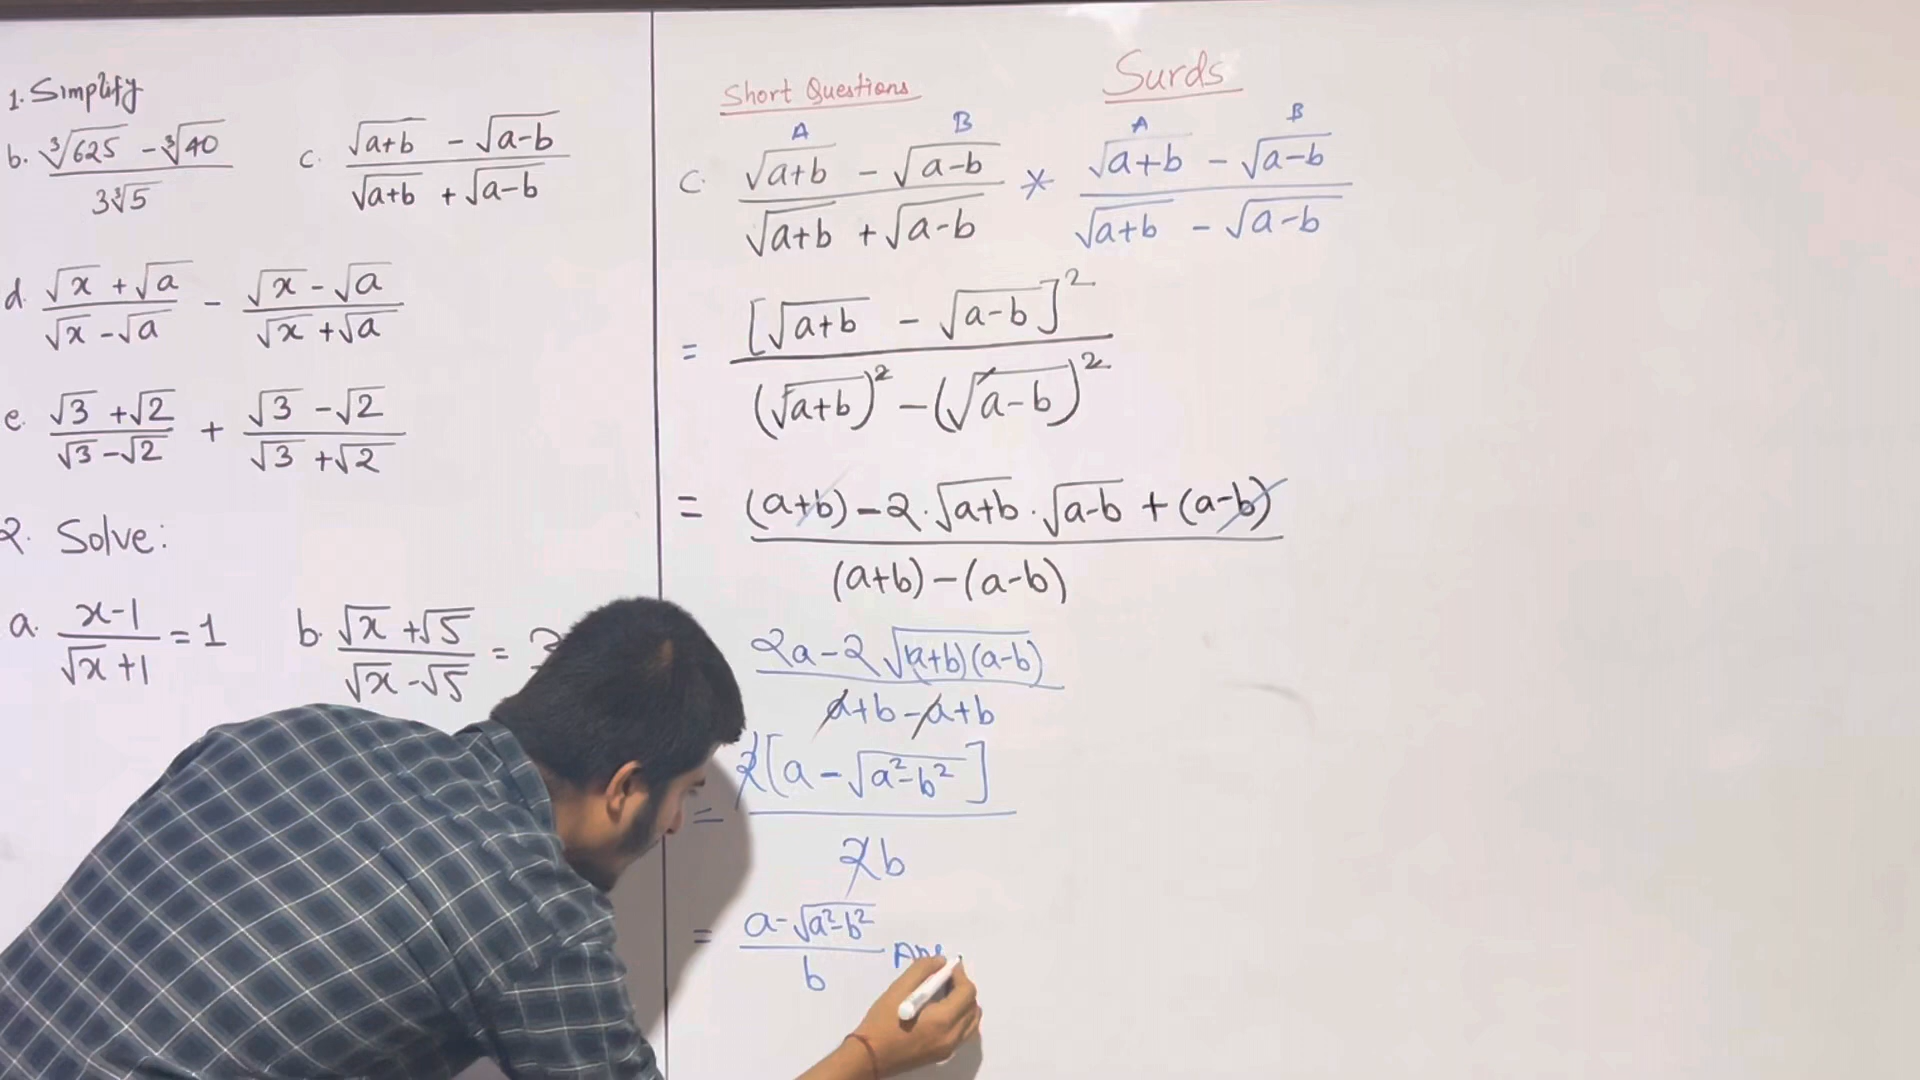 1. Simplify
b. (∛625 - ∛40) / 3∛5
c. (√(a+b) - √(a-b)) / (√(a+b) + √(a-b))
d. (√x + √a) / (√x - √a) - (√x - √a) / (√x + √a)
e. (√3 + √2) / (√3 - √2) + (√3 - √2) / (√3 + √2)
2. Solve:
a. (x-1) / (√x + 1) = 1
b. (√x + √5) / (√x - √5) =
Surds
Short Questions
A B A B
c. (√(a+b) - √(a-b)) / (√(a+b) + √(a-b)) * (√(a+b) - √(a-b)) / (√(a+b) - √(a-b))
= [√(a+b) - √(a-b)]² / ((√(a+b))² - (√(a-b))²)
= ((a+b) - 2.√(a+b).√(a-b) + (a-b)) / ((a+b) - (a-b))
(2a - 2√((a+b)(a-b))) / (a+b-a+b)
= 2[a - √(a²-b²)] / 2b
= (a - √(a²-b²)) / b Ans